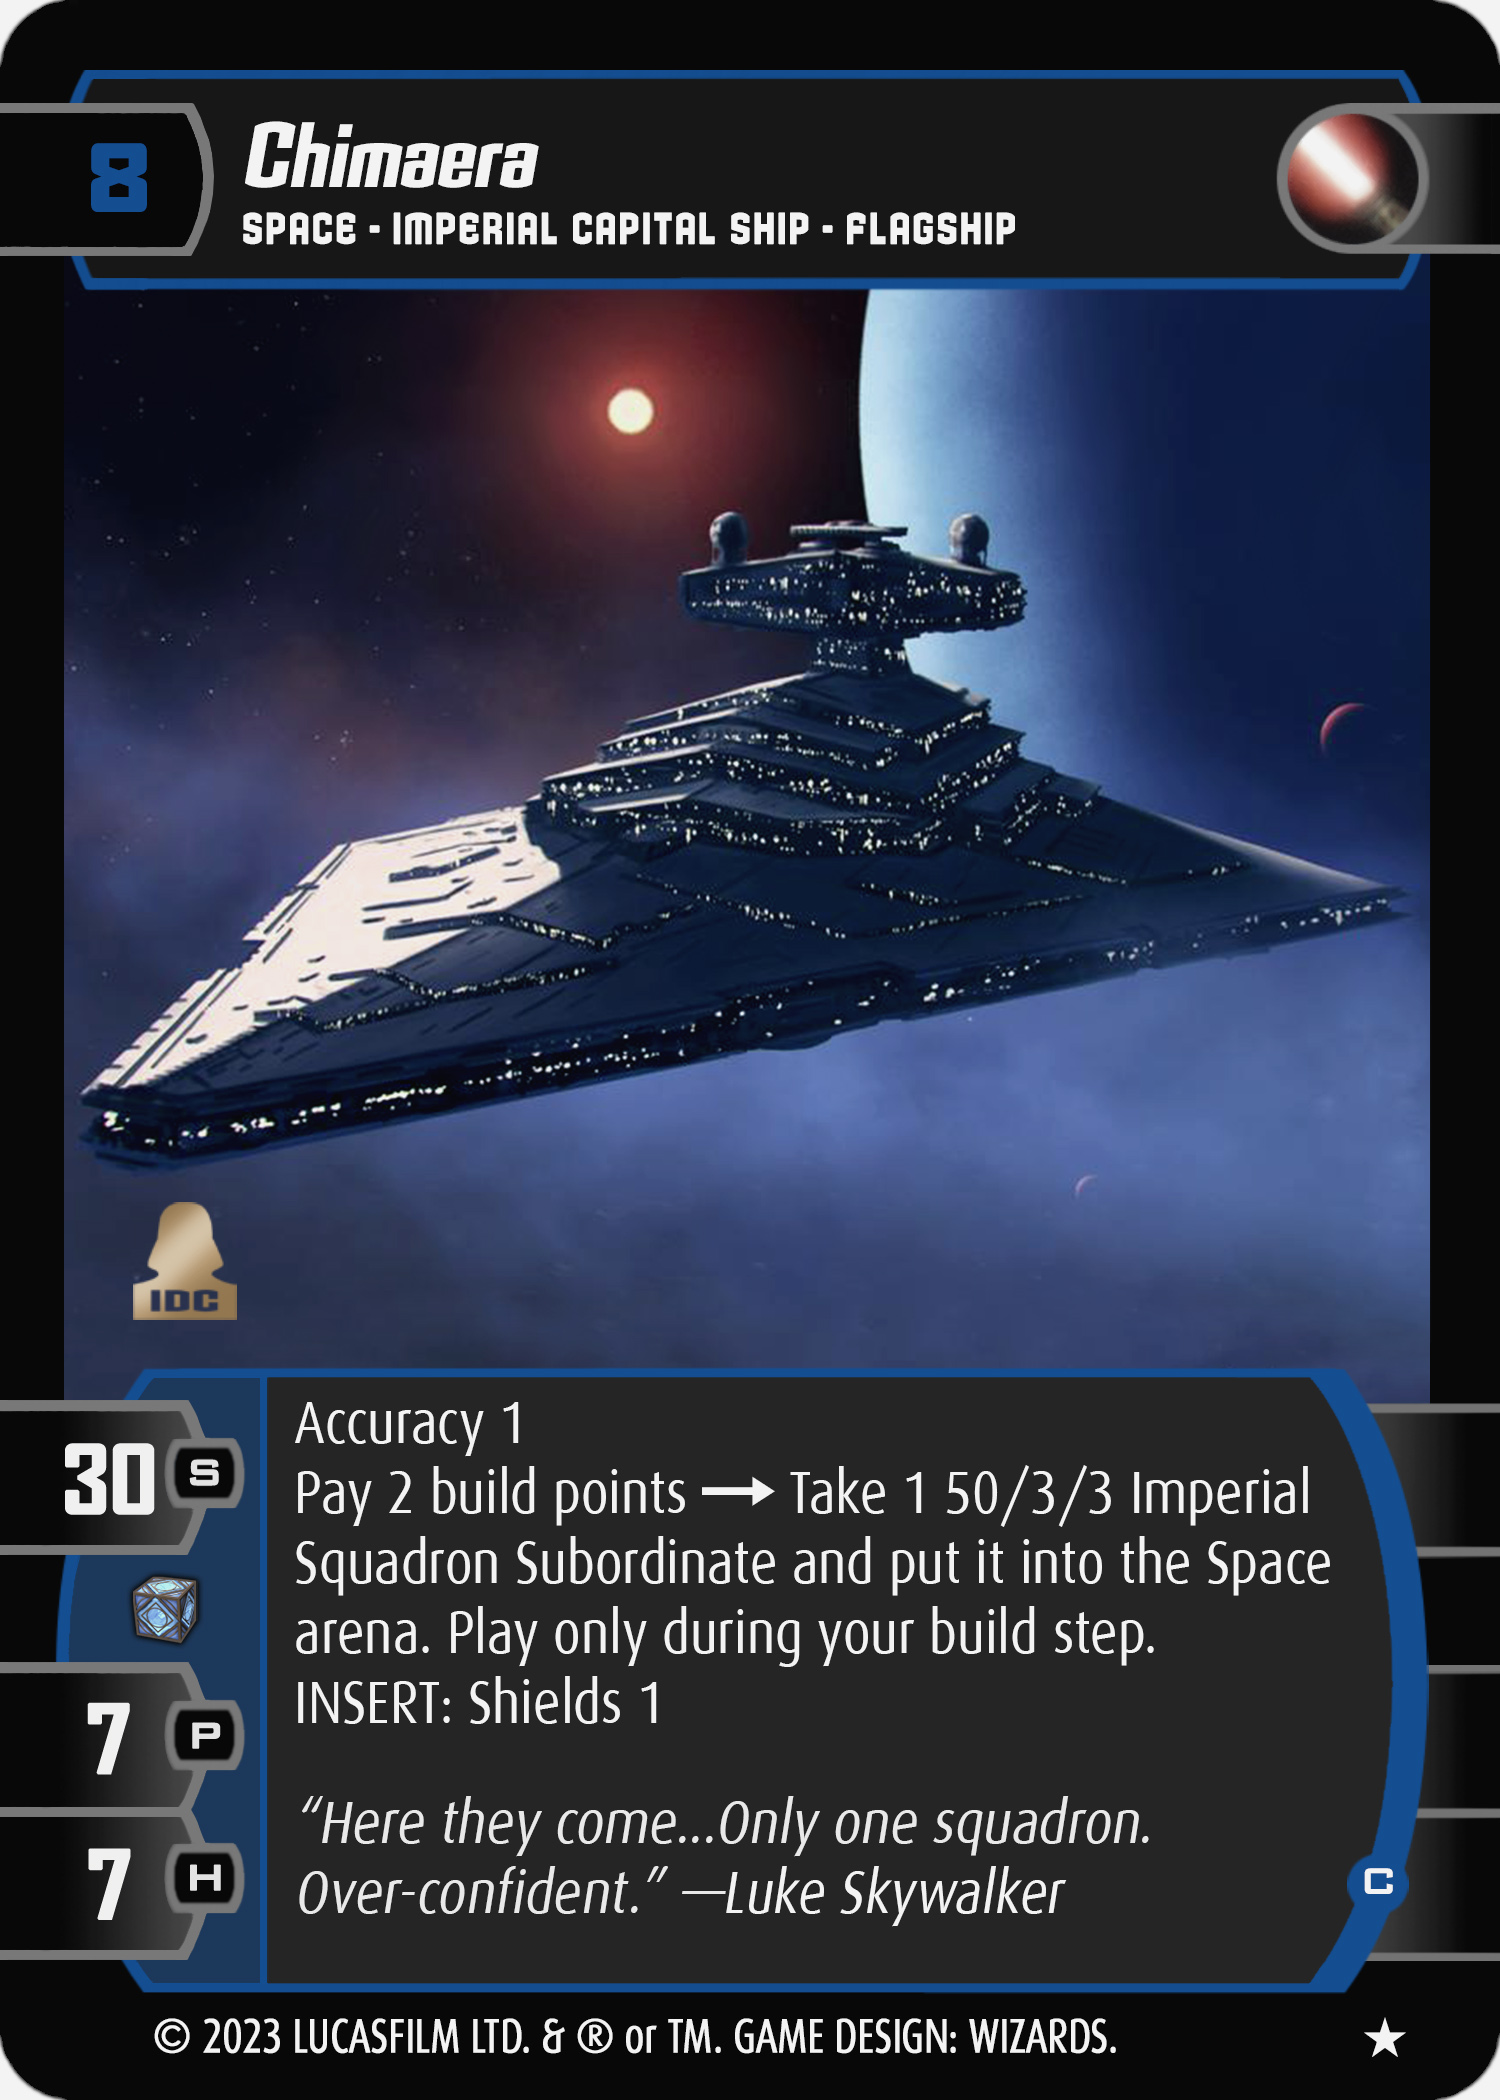 8
Chimaera
SPACE - IMPERIAL CAPITAL SHIP - FLAGSHIP
IDC
30 S
7 P
7 H
Accuracy 1
Pay 2 build points → Take 1 50/3/3 Imperial
Squadron Subordinate and put it into the Space
arena. Play only during your build step.
INSERT: Shields 1
“Here they come...Only one squadron.
Over-confident.” —Luke Skywalker
C
© 2023 LUCASFILM LTD. & ® or TM. GAME DESIGN: WIZARDS.